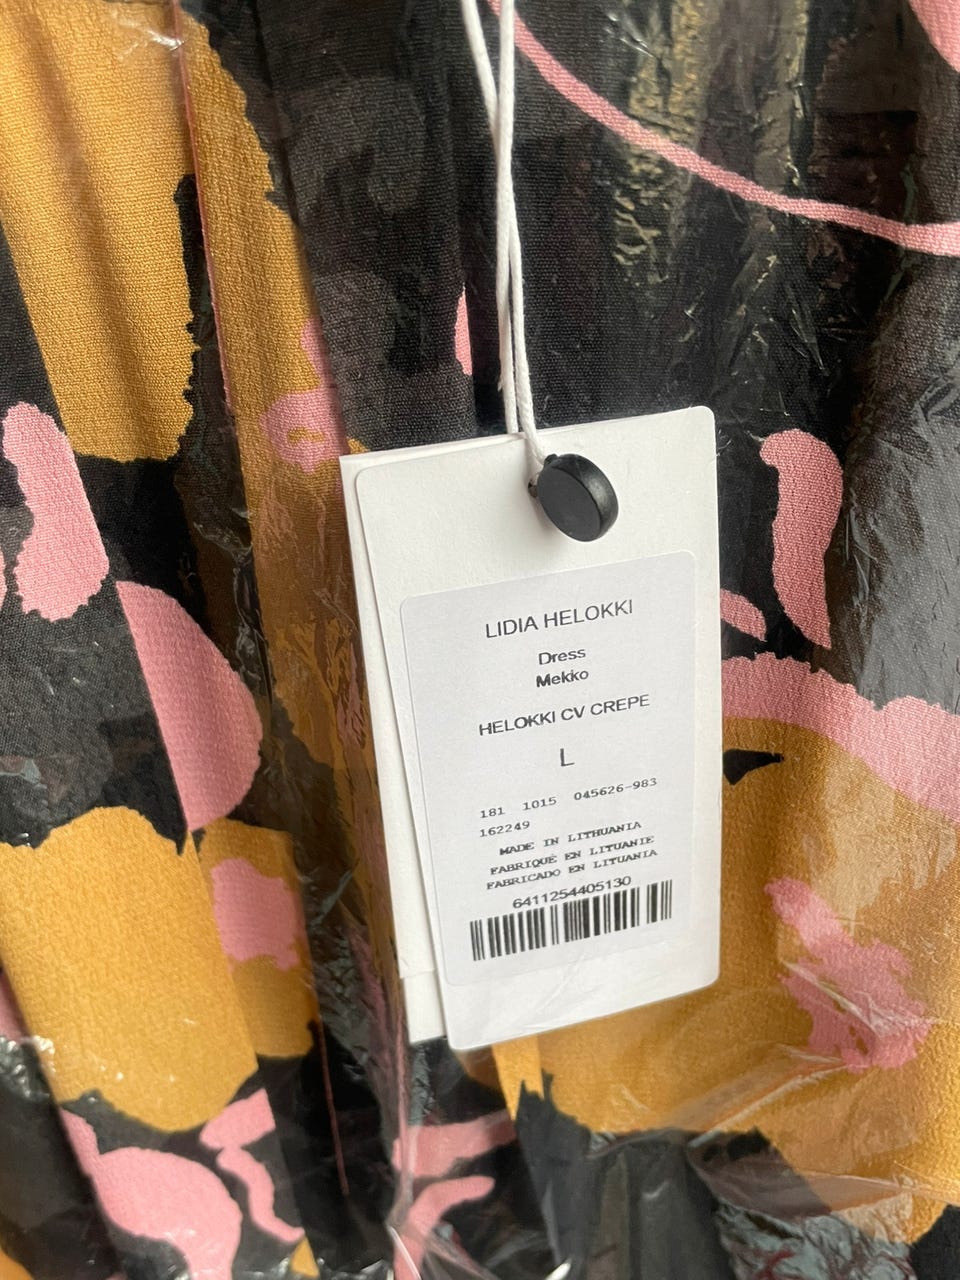 LIDIA HELOKKI
Dress
Mekko
HELOKKI CV CREPE
L
181 1015 045626-983
162249
MADE IN LITHUANIA
FABRIQUÉ EN LITUANIE
FABRICADO EN LITUANIA
6411254405130